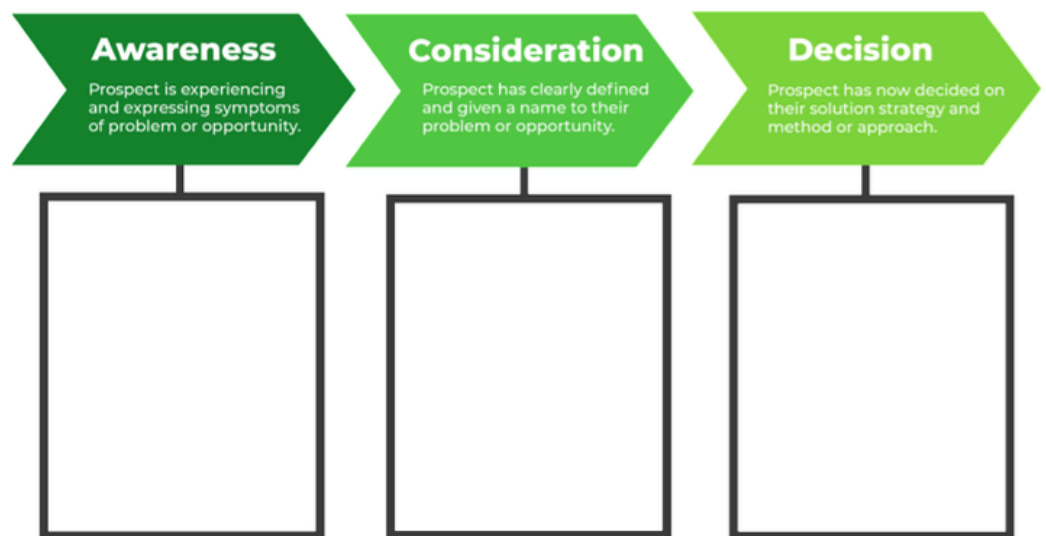 Awareness
Prospect is experiencing
and expressing symptoms
of problem or opportunity.
Consideration
Prospect has clearly defined
and given a name to their
problem or opportunity.
Decision
Prospect has now decided on
their solution strategy and
method or approach.